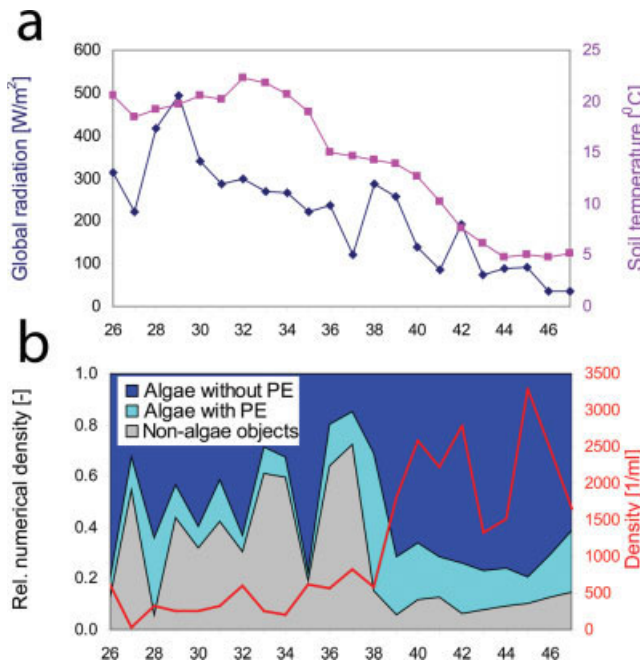 a
Global radiation [W/m²]
600
500
400
300
200
100
0
25
20
15
10
5
0
Soil temperature [⁰C]
26 28 30 32 34 36 38 40 42 44 46
b
Rel. numerical density [-]
1.0
0.8
0.6
0.4
0.2
0.0
Algae without PE
Algae with PE
Non-algae objects
3500
3000
2500
2000
1500
1000
500
0
Density [1/ml]
26 28 30 32 34 36 38 40 42 44 46